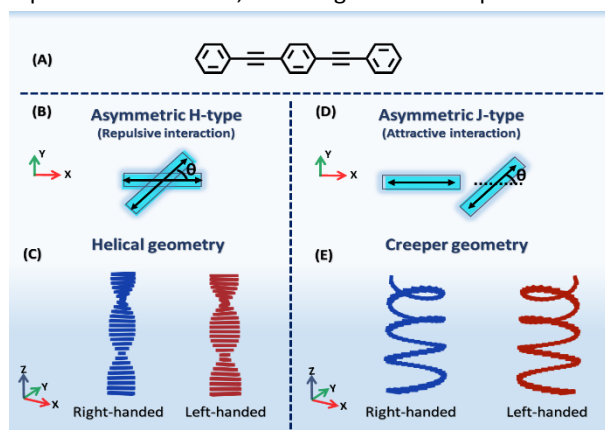 (A)
(B)
Asymmetric H-type
(Repulsive interaction)
θ
Y
X
(D)
Asymmetric J-type
(Attractive interaction)
θ
Y
X
(C)
Helical geometry
Z
Y
X
Right-handed
Left-handed
(E)
Creeper geometry
Z
Y
X
Right-handed
Left-handed